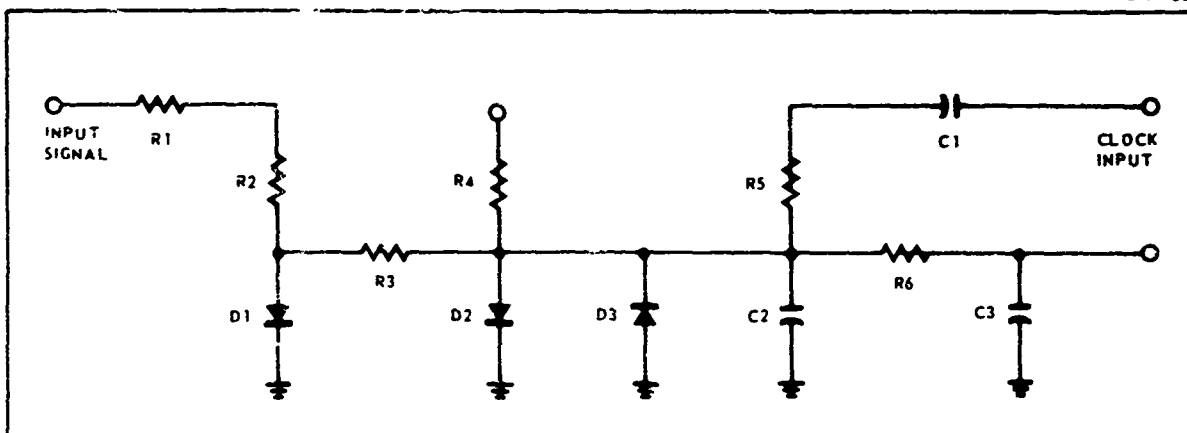 INPUT
SIGNAL
R1
R2
R3
R4
R5
R6
C1
CLOCK
INPUT
D1
D2
D3
C2
C3